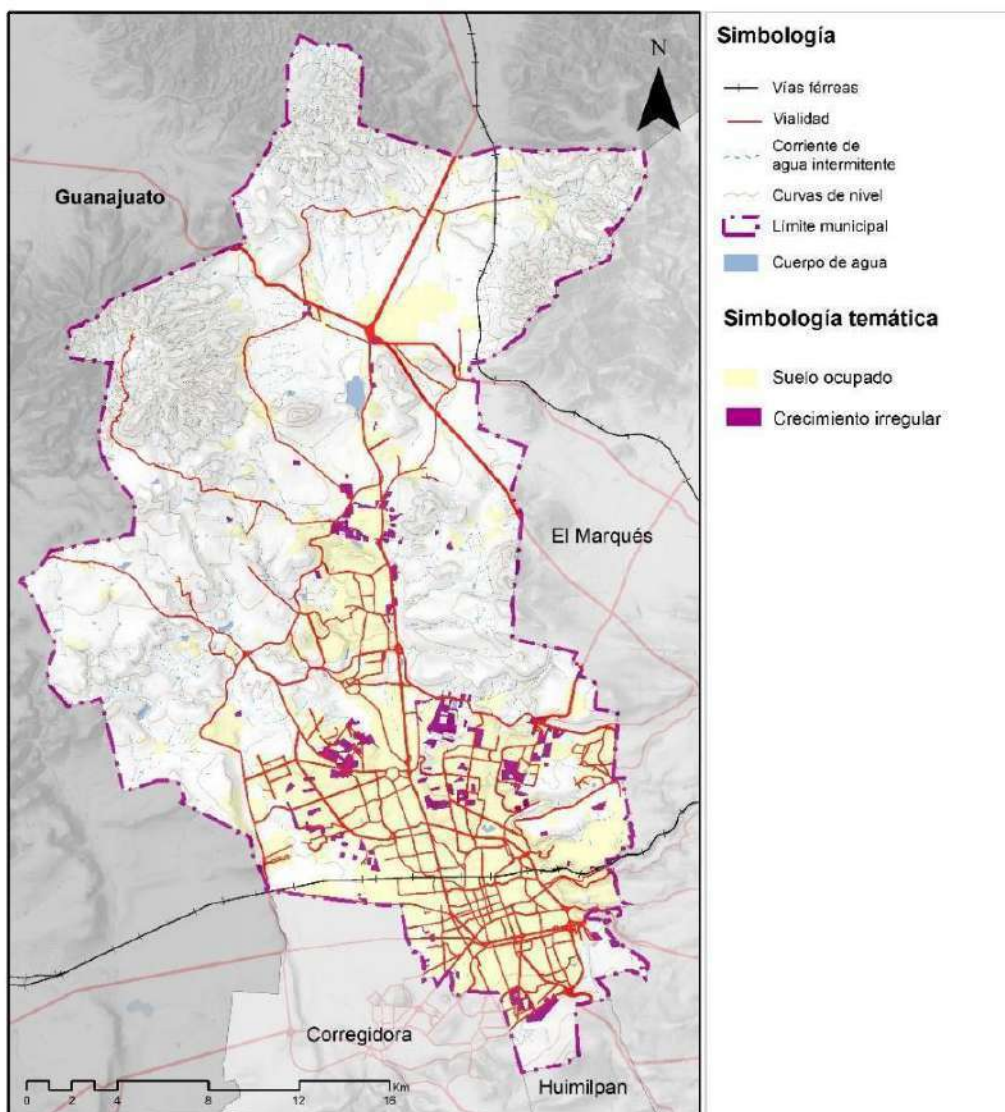 N
Guanajuato
El Marqués
Corregidora
Huimilpan
0 2 4 8 12 16 Km
Simbología
Vías férreas
Vialidad
Corriente de
agua intermitente
Curvas de nivel
Límite municipal
Cuerpo de agua
Simbología temática
Suelo ocupado
Crecimiento irregular